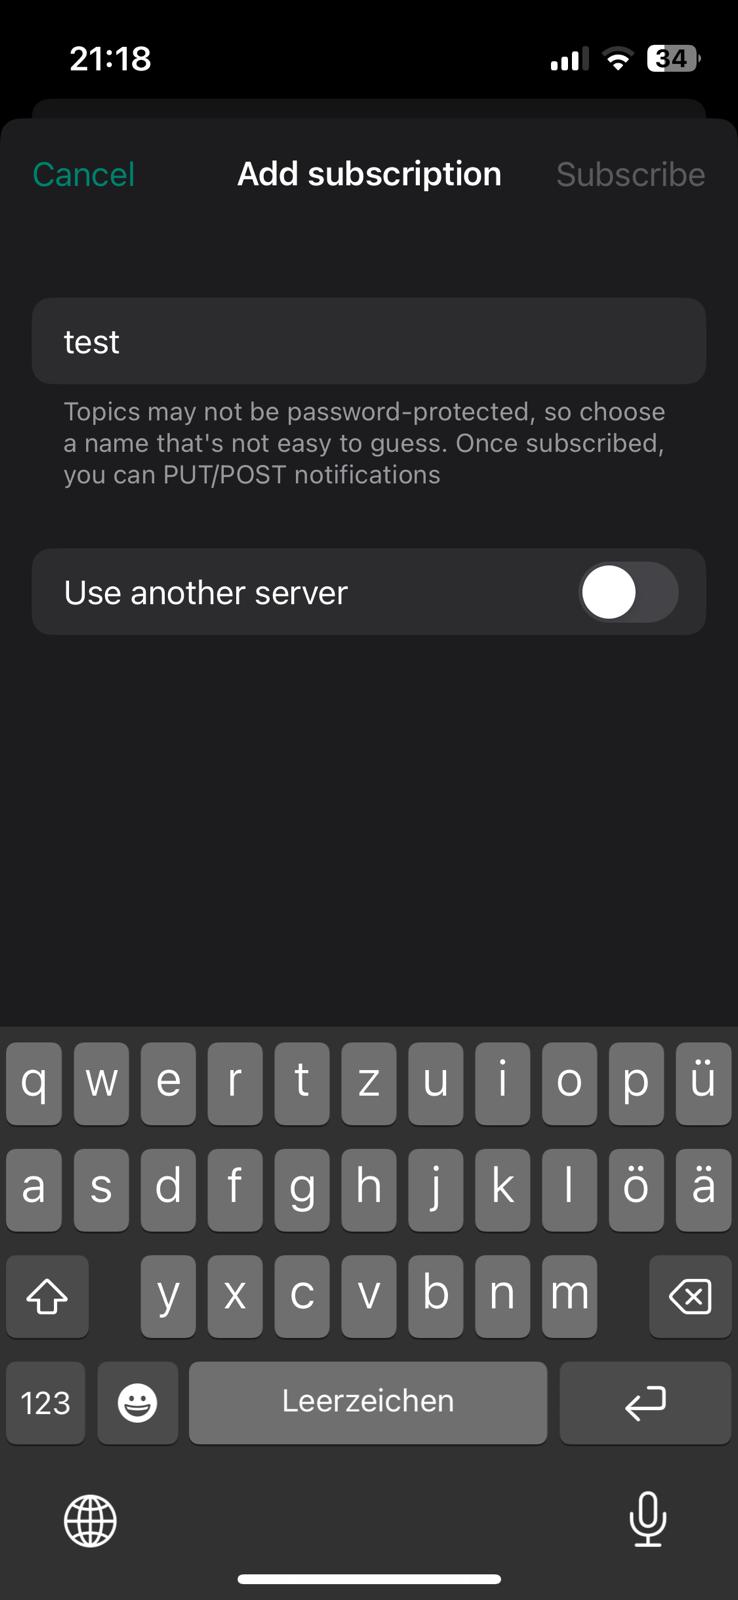 21:18
34
Cancel
Add subscription
Subscribe
test
Topics may not be password-protected, so choose
a name that's not easy to guess. Once subscribed,
you can PUT/POST notifications
Use another server
q w e r t z u i o p ü
a s d f g h j k l ö ä
y x c v b n m
123
Leerzeichen